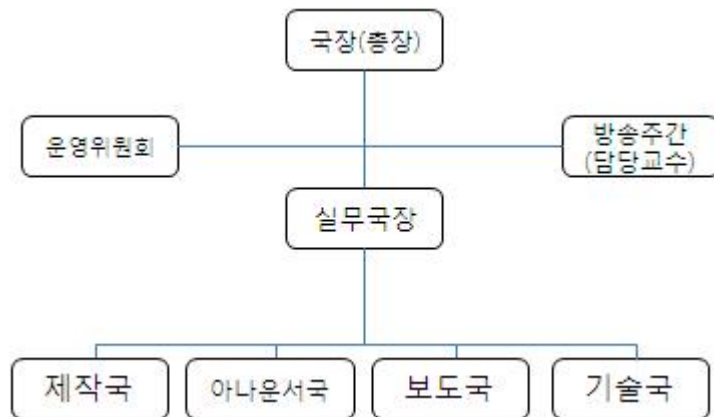 국장(총장)
운영위원회
방송주간
(담당교수)
실무국장
제작국
아나운서국
보도국
기술국